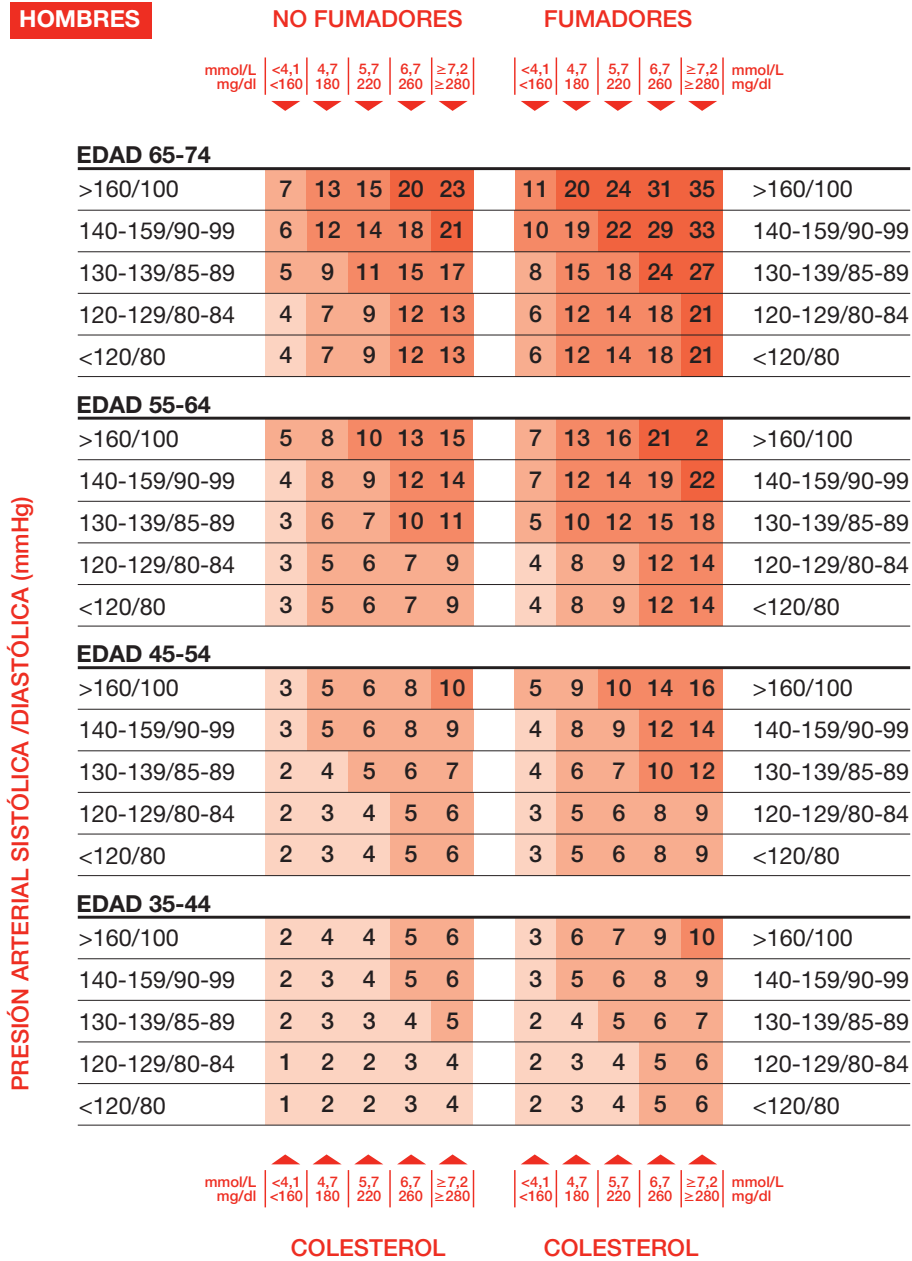 HOMBRES NO FUMADORES FUMADORES
mmol/L <4,1 4,7 5,7 6,7 ≥7,2 <4,1 4,7 5,7 6,7 ≥7,2 mmol/L
mg/dl <160 180 220 260 ≥280 <160 180 220 260 ≥280 mg/dl
EDAD 65-74
>160/100 7 13 15 20 23 11 20 24 31 35 >160/100
140-159/90-99 6 12 14 18 21 10 19 22 29 33 140-159/90-99
130-139/85-89 5 9 11 15 17 8 15 18 24 27 130-139/85-89
120-129/80-84 4 7 9 12 13 6 12 14 18 21 120-129/80-84
<120/80 4 7 9 12 13 6 12 14 18 21 <120/80
EDAD 55-64
>160/100 5 8 10 13 15 7 13 16 21 2 >160/100
140-159/90-99 4 8 9 12 14 7 12 14 19 22 140-159/90-99
130-139/85-89 3 6 7 10 11 5 10 12 15 18 130-139/85-89
120-129/80-84 3 5 6 7 9 4 8 9 12 14 120-129/80-84
<120/80 3 5 6 7 9 4 8 9 12 14 <120/80
EDAD 45-54
>160/100 3 5 6 8 10 5 9 10 14 16 >160/100
140-159/90-99 3 5 6 8 9 4 8 9 12 14 140-159/90-99
130-139/85-89 2 4 5 6 7 4 6 7 10 12 130-139/85-89
120-129/80-84 2 3 4 5 6 3 5 6 8 9 120-129/80-84
<120/80 2 3 4 5 6 3 5 6 8 9 <120/80
EDAD 35-44
>160/100 2 4 4 5 6 3 6 7 9 10 >160/100
140-159/90-99 2 3 4 5 6 3 5 6 8 9 140-159/90-99
130-139/85-89 2 3 3 4 5 2 4 5 6 7 130-139/85-89
120-129/80-84 1 2 2 3 4 2 3 4 5 6 120-129/80-84
<120/80 1 2 2 3 4 2 3 4 5 6 <120/80
mmol/L <4,1 4,7 5,7 6,7 ≥7,2 <4,1 4,7 5,7 6,7 ≥7,2 mmol/L
mg/dl <160 180 220 260 ≥280 <160 180 220 260 ≥280 mg/dl
COLESTEROL COLESTEROL
PRESIÓN ARTERIAL SISTÓLICA /DIASTÓLICA (mmHg)